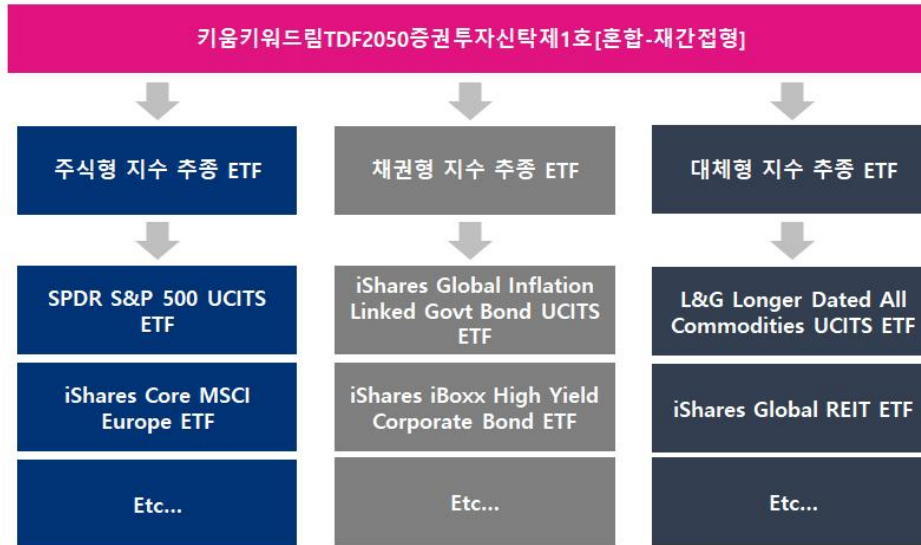 키움키워드림TDF2050증권투자신탁제1호[혼합-재간접형]
주식형 지수 추종 ETF
채권형 지수 추종 ETF
대체형 지수 추종 ETF
SPDR S&P 500 UCITS
ETF
iShares Global Inflation
Linked Govt Bond UCITS
ETF
L&G Longer Dated All
Commodities UCITS ETF
iShares Core MSCI
Europe ETF
iShares iBoxx High Yield
Corporate Bond ETF
iShares Global REIT ETF
Etc...
Etc...
Etc...